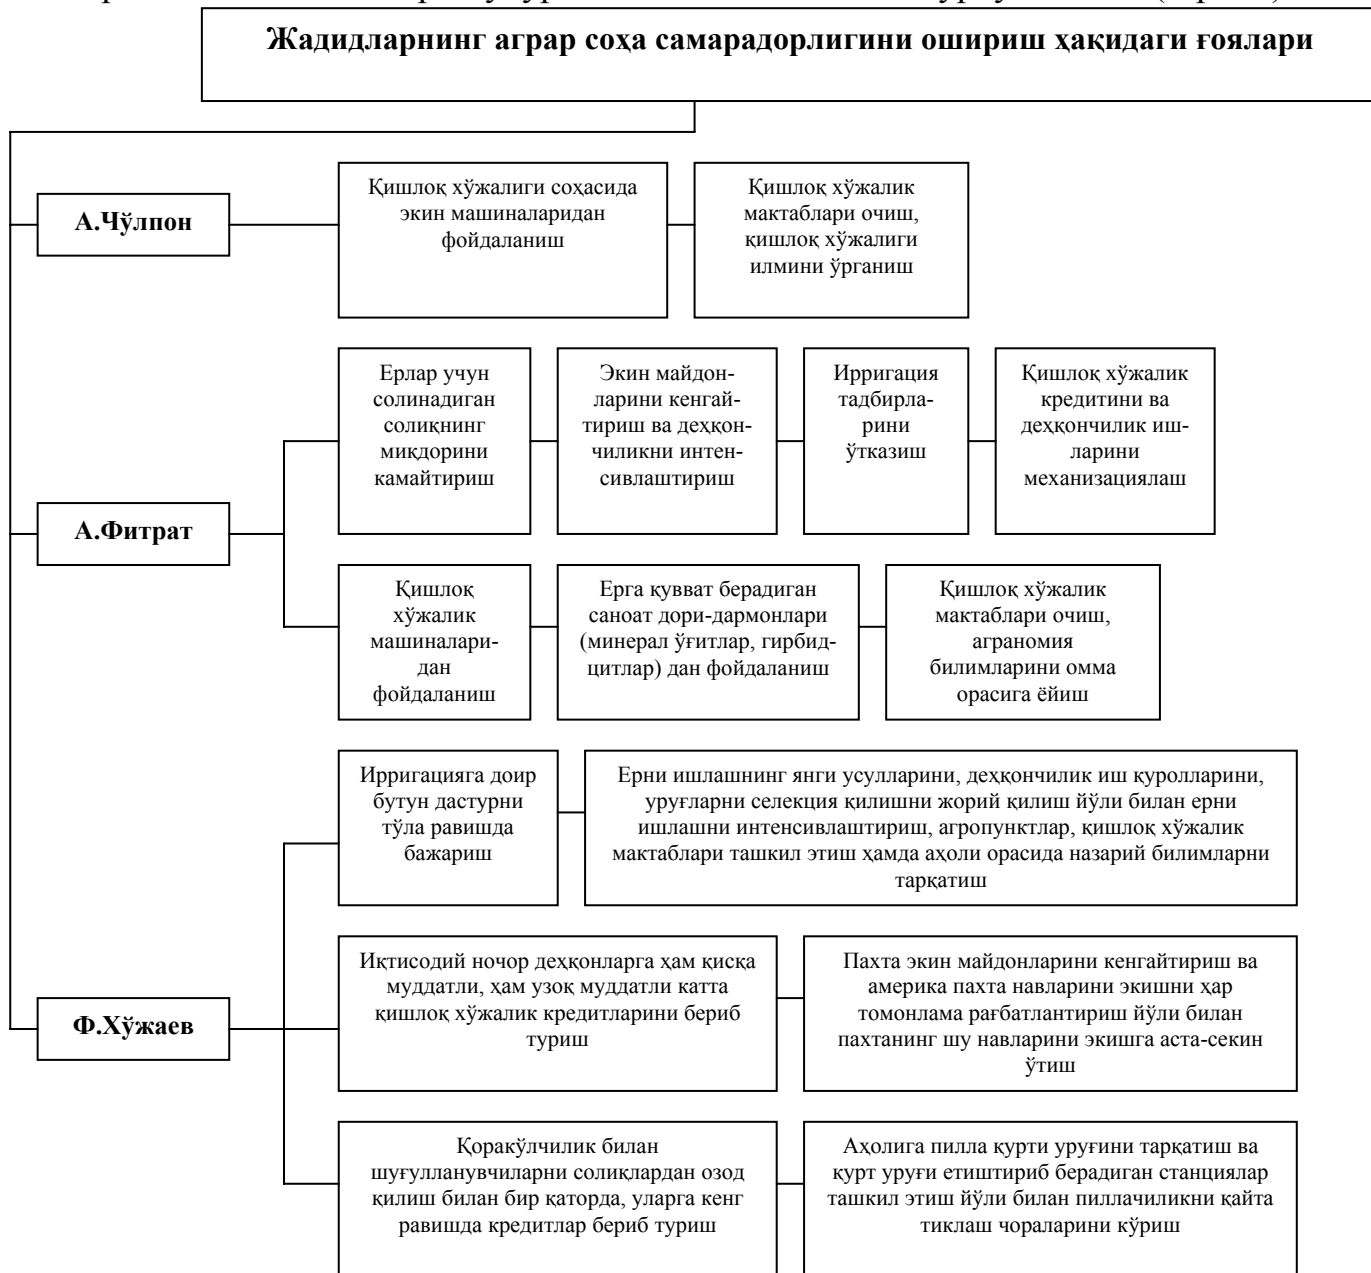 Жадидларнинг аграр соҳа самарадорлигини ошириш ҳақидаги ғоялари
А.Чўлпон
Қишлоқ хўжалиги соҳасида
экин машиналаридан
фойдаланиш
Қишлоқ хўжалик
мактаблари очиш,
қишлоқ хўжалиги
илмини ўрганиш
А.Фитрат
Ерлар учун
солинадиган
солиқнинг
миқдорини
камайтириш
Экин майдон-
ларини кенгай-
тириш ва деҳқон-
чиликни интен-
сивлаштириш
Ирригация
тадбирла-
рини
ўтказиш
Қишлоқ хўжалик
кредитини ва
деҳқончилик иш-
ларини
механизациялаш
Қишлоқ
хўжалик
машиналари-
дан
фойдаланиш
Ерга қувват берадиган
саноат дори-дармонлари
(минерал ўғитлар, гирбид-
цитлар) дан фойдаланиш
Қишлоқ хўжалик
мактаблари очиш,
аграномия
билимларини омма
орасига ёйиш
Ф.Хўжаев
Ирригацияга доир
бутун дастурни
тўла равишда
бажариш
Ерни ишлашнинг янги усулларини, деҳқончилик иш қуролларини,
уруғларни селекция қилишни жорий қилиш йўли билан ерни
ишлашни интенсивлаштириш, агропунктлар, қишлоқ хўжалик
мактаблари ташкил этиш ҳамда аҳоли орасида назарий билимларни
тарқатиш
Иқтисодий ночор деҳқонларга ҳам қисқа
муддатли, ҳам узоқ муддатли катта
қишлоқ хўжалик кредитларини бериб
туриш
Пахта экин майдонларини кенгайтириш ва
америка пахта навларини экишни ҳар
томонлама рағбатлантириш йўли билан
пахтанинг шу навларини экишга аста-секин
ўтиш
Қоракўлчилик билан
шуғулланувчиларни солиқлардан озод
қилиш билан бир қаторда, уларга кенг
равишда кредитлар бериб туриш
Аҳолига пилла қурти уруғини тарқатиш ва
қурт уруғи етиштириб берадиган станциялар
ташкил этиш йўли билан пиллачиликни қайта
тиклаш чораларини кўриш